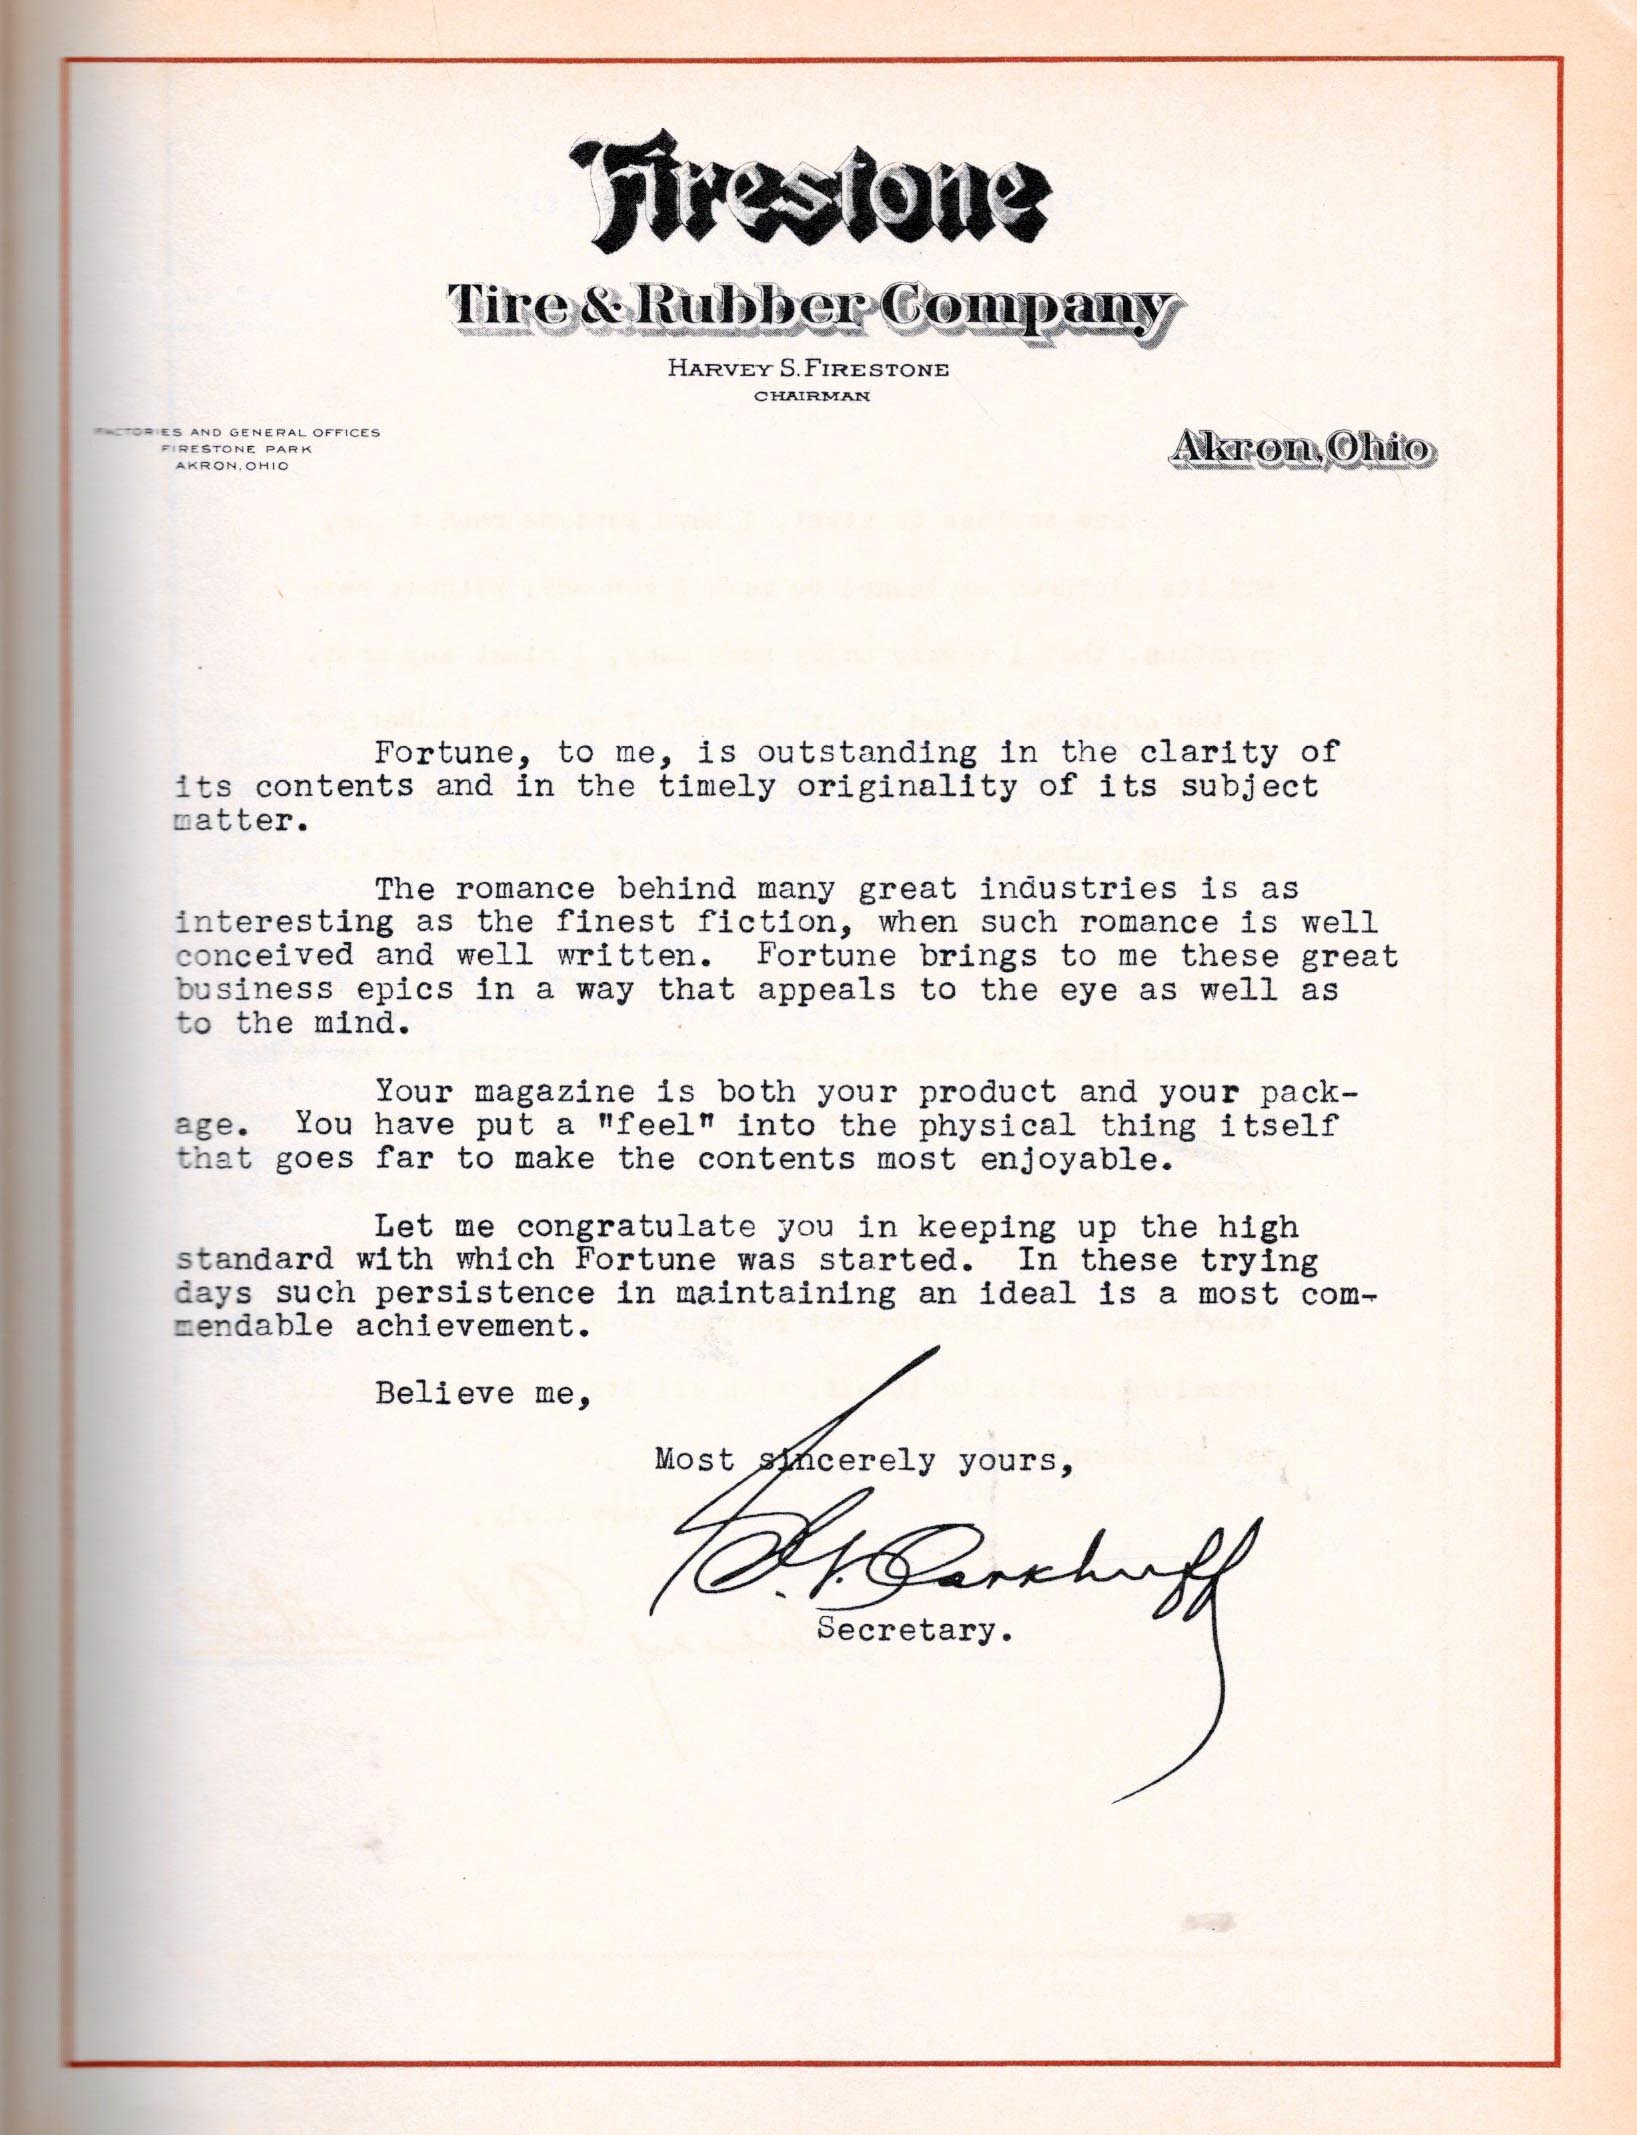 Firestone
Tire & Rubber Company
HARVEY S. FIRESTONE
CHAIRMAN
FACTORIES AND GENERAL OFFICES
FIRESTONE PARK
AKRON, OHIO
Akron, Ohio
Fortune, to me, is outstanding in the clarity of
its contents and in the timely originality of its subject
matter.
The romance behind many great industries is as
interesting as the finest fiction, when such romance is well
conceived and well written. Fortune brings to me these great
business epics in a way that appeals to the eye as well as
to the mind.
Your magazine is both your product and your pack-
age. You have put a "feel" into the physical thing itself
that goes far to make the contents most enjoyable.
Let me congratulate you in keeping up the high
standard with which Fortune was started. In these trying
days such persistence in maintaining an ideal is a most com-
mendable achievement.
Believe me,
Most sincerely yours,
Secretary.